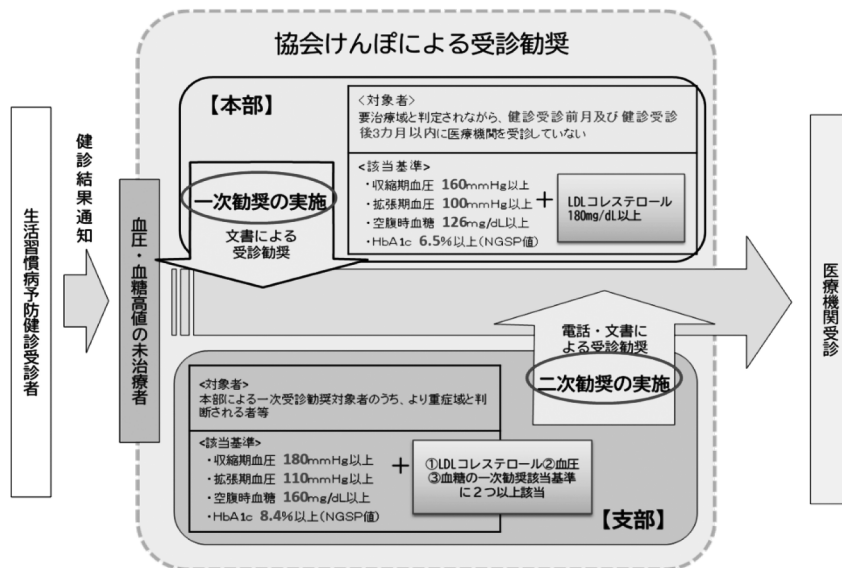 協会けんぽによる受診勧奨
生活習慣病予防健診受診者
健診結果通知
血圧・血糖高値の未治療者
【本部】
一次勧奨の実施
文書による
受診勧奨
<対象者>
要治療域と判定されながら、健診受診前月及び健診受診
後3カ月以内に医療機関を受診していない
<該当基準>
・収縮期血圧 160mmHg以上
・拡張期血圧 100mmHg以上
・空腹時血糖 126mg/dL以上
・HbA1c 6.5%以上(NGSP値)
+
LDLコレステロール
180mg/dL以上
電話・文書に
よる受診勧奨
二次勧奨の実施
<対象者>
本部による一次受診勧奨対象者のうち、より重症域と判
断される者等
<該当基準>
・収縮期血圧 180mmHg以上
・拡張期血圧 110mmHg以上
・空腹時血糖 160mg/dL以上
・HbA1c 8.4%以上(NGSP値)
+
①LDLコレステロール②血圧
③血糖の一次勧奨該当基準
に2つ以上該当
【支部】
医療機関受診